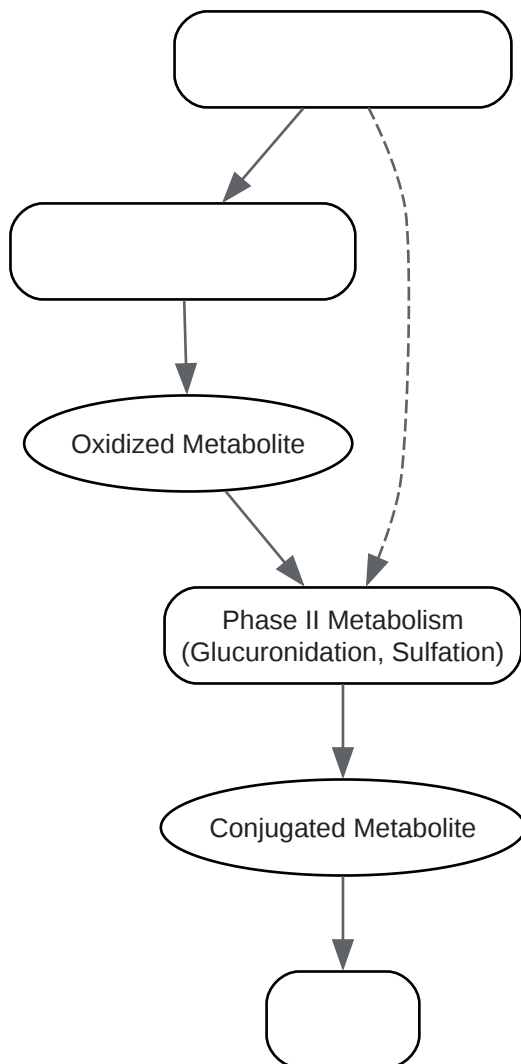 Oxidized Metabolite
Phase II Metabolism
(Glucuronidation, Sulfation)
Conjugated Metabolite